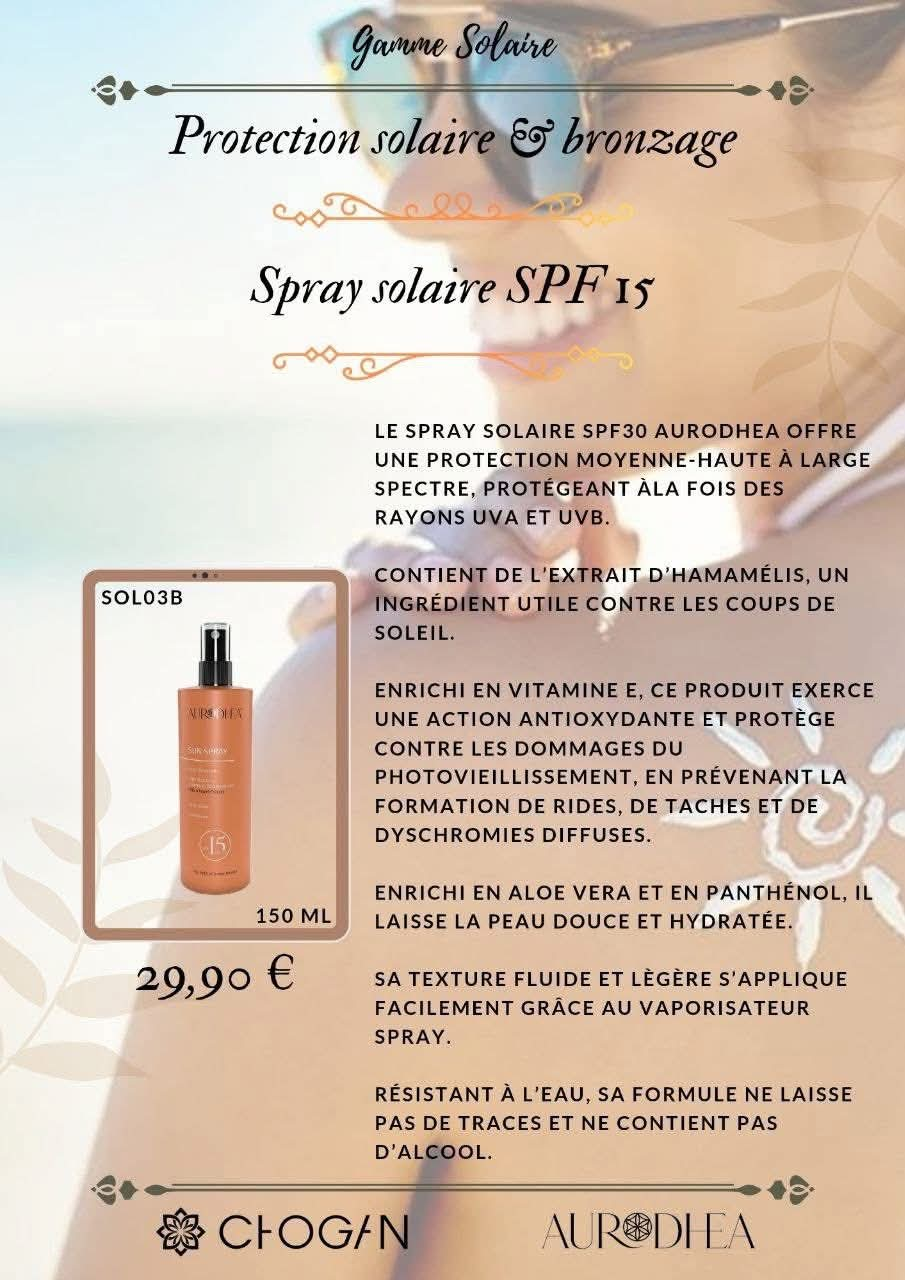 Gamme Solaire
Protection solaire & bronzage
Spray solaire SPF 15
LE SPRAY SOLAIRE SPF30 AURODHEA OFFRE
UNE PROTECTION MOYENNE-HAUTE À LARGE
SPECTRE, PROTÉGEANT ÀLA FOIS DES
RAYONS UVA ET UVB.
CONTIENT DE L'EXTRAIT D'HAMAMÉLIS, UN
INGRÉDIENT UTILE CONTRE LES COUPS DE
SOLEIL.
ENRICHI EN VITAMINE E, CE PRODUIT EXERCE
UNE ACTION ANTIOXYDANTE ET PROTÈGE
CONTRE LES DOMMAGES DU
PHOTOVIEILLISSEMENT, EN PRÉVENANT LA
FORMATION DE RIDES, DE TACHES ET DE
DYSCHROMIES DIFFUSES.
ENRICHI EN ALOE VERA ET EN PANTHÉNOL, IL
LAISSE LA PEAU DOUCE ET HYDRATÉE.
SA TEXTURE FLUIDE ET LÈGÈRE S'APPLIQUE
FACILEMENT GRÂCE AU VAPORISATEUR
SPRAY.
RÉSISTANT À L'EAU, SA FORMULE NE LAISSE
PAS DE TRACES ET NE CONTIENT PAS
D'ALCOOL.
SOL03B
AURODHEA
SUN SPRAY
15
150 ML
29,90 €
CHOGAN
AURODHEA